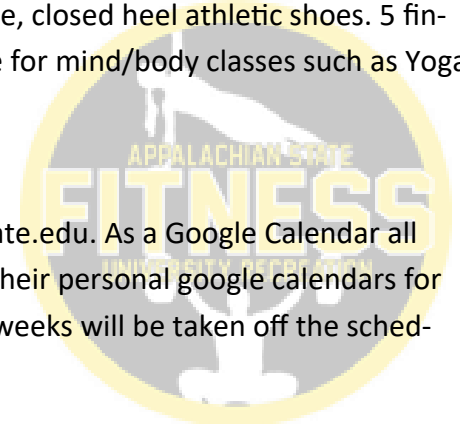 e, closed heel athletic shoes. 5 fin-
e for mind/body classes such as Yoga
APPALACHIAN STATE
FITNESS
ate.edu. As a Google Calendar all
UNIVERSITY RECREATION
their personal google calendars for
weeks will be taken off the sched-